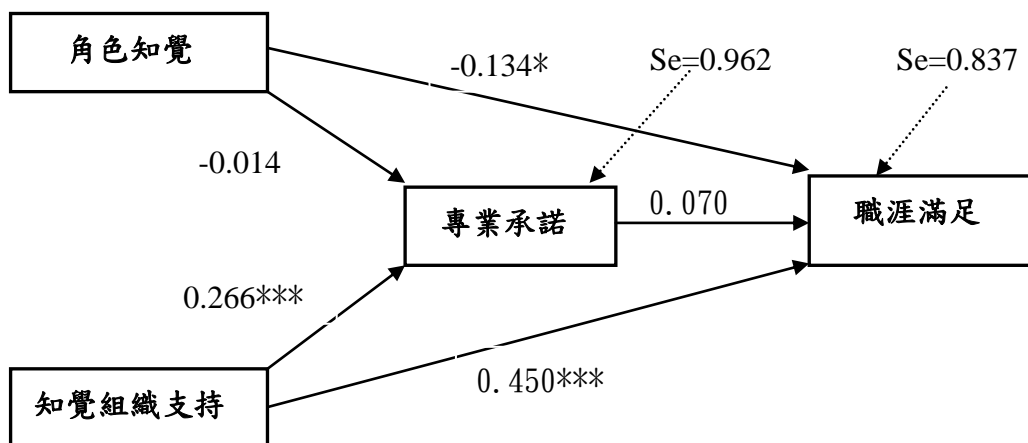 角色知覺
-0.134*
Se=0.962
Se=0.837
-0.014
專業承諾
0.070
職涯滿足
0.266***
知覺組織支持
0.450***